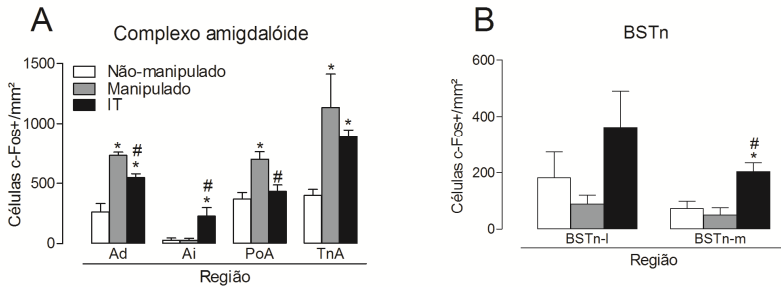 A
Complexo amigdalóide
Células c-Fos+/mm²
1500
1000
500
0
Não-manipulado
Manipulado
IT
*
#
*
#
*
*
#
*
*
Ad
Ai
PoA
TnA
Região
B
BSTn
Células c-Fos+/mm²
600
400
200
0
#
*
BSTn-l
BSTn-m
Região